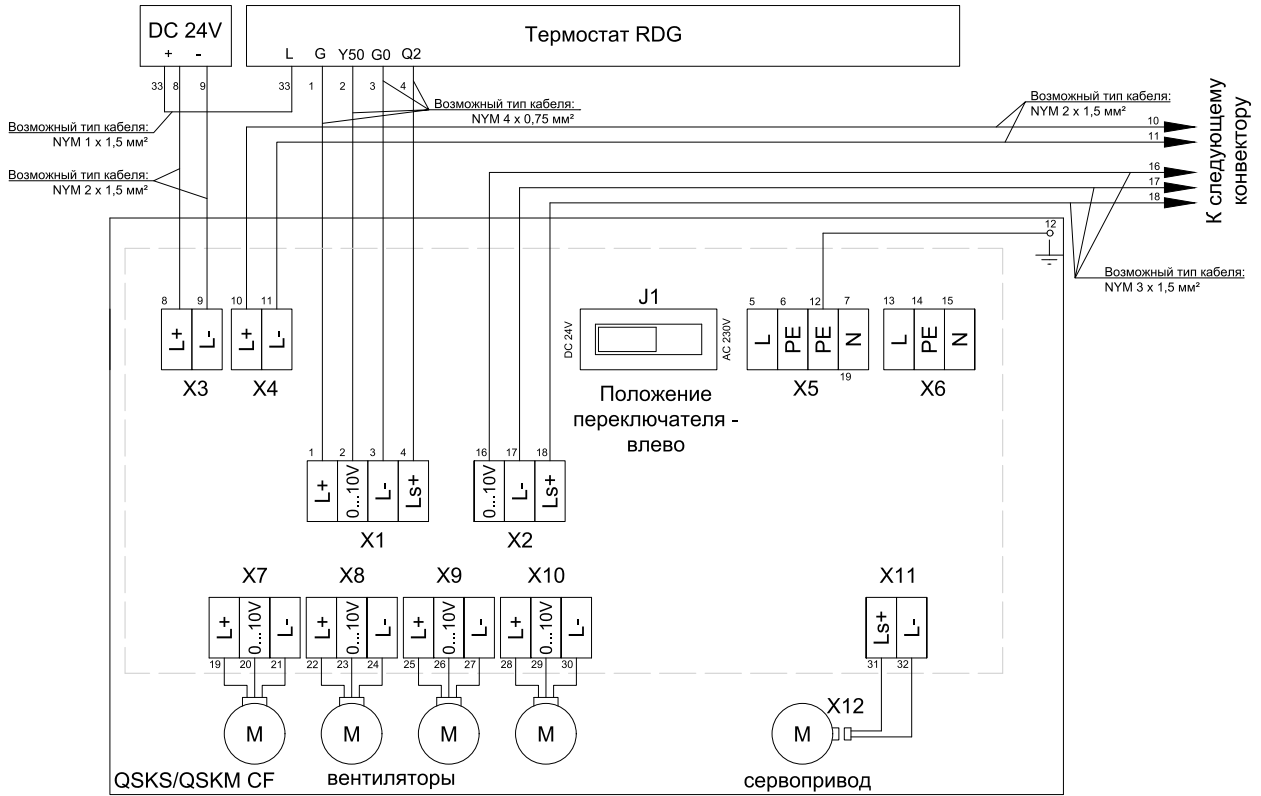 DC 24V
+ -
Термостат RDG
L G Y50 G0 Q2
33 8 9 33 1 2 3 4
Возможный тип кабеля:
NYM 4 x 0,75 мм²
Возможный тип кабеля:
NYM 2 x 1,5 мм²
Возможный тип кабеля:
NYM 1 x 1,5 мм²
Возможный тип кабеля:
NYM 2 x 1,5 мм²
10
11
16
17
18
К следующему
конвектору
12
Возможный тип кабеля:
NYM 3 x 1,5 мм²
8 9 10 11
L+ L- L+ L-
X3 X4
J1
DC 24V
AC 230V
Положение
переключателя -
влево
5 6 12 7
L PE PE N
19
X5
13 14 15
L PE N
X6
1 2 3 4
L+ 0...10V L- Ls+
X1
16 17 18
0...10V L- Ls+
X2
X7 X8 X9 X10 X11
L+ 0...10V L- L+ 0...10V L- L+ 0...10V L- L+ 0...10V L- Ls+ L-
19 20 21 22 23 24 25 26 27 28 29 30 31 32
X12
M M M M M
QSKS/QSKM CF
вентиляторы
сервопривод